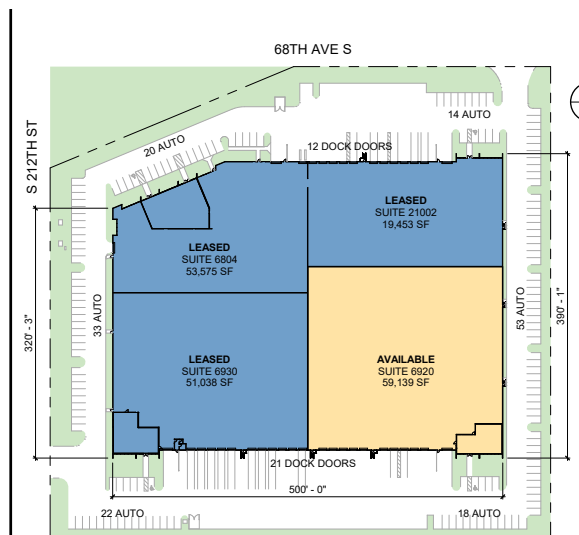 68TH AVE S
14 AUTO
20 AUTO
12 DOCK DOORS
S 212TH ST
LEASED
SUITE 21002
19,453 SF
LEASED
SUITE 6804
53,575 SF
33 AUTO
53 AUTO
320' - 3"
390' - 1"
LEASED
SUITE 6930
51,038 SF
AVAILABLE
SUITE 6920
59,139 SF
21 DOCK DOORS
500' - 0"
22 AUTO
18 AUTO